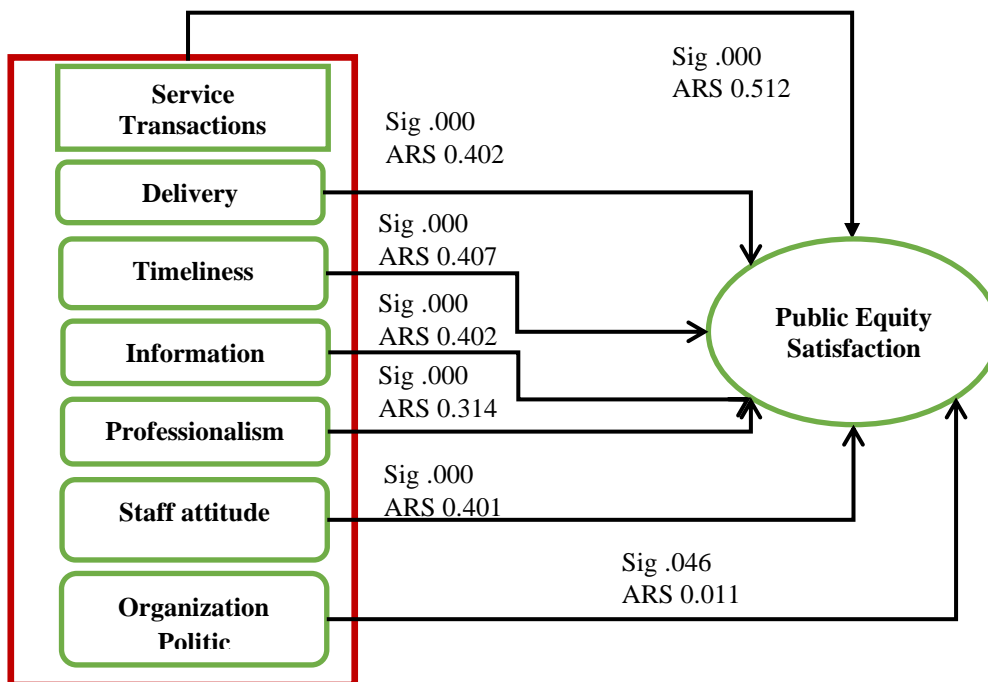 Service
Transactions
Sig .000
ARS 0.512
Delivery
Sig .000
ARS 0.402
Timeliness
Sig .000
ARS 0.407
Information
Sig .000
ARS 0.402
Professionalism
Sig .000
ARS 0.314
Staff attitude
Sig .000
ARS 0.401
Organization
Politic
Sig .046
ARS 0.011
Public Equity
Satisfaction